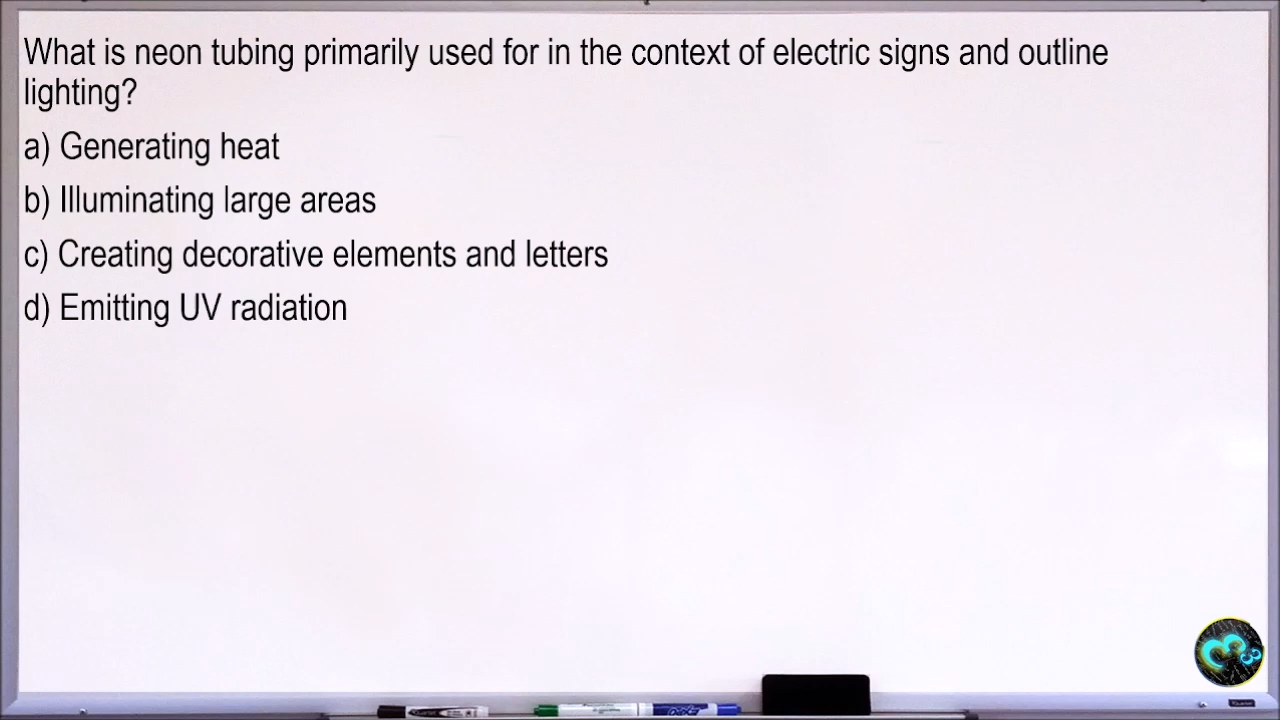 What is neon tubing primarily used for in the context of electric signs and outline
lighting?
a) Generating heat
b) Illuminating large areas
c) Creating decorative elements and letters
d) Emitting UV radiation